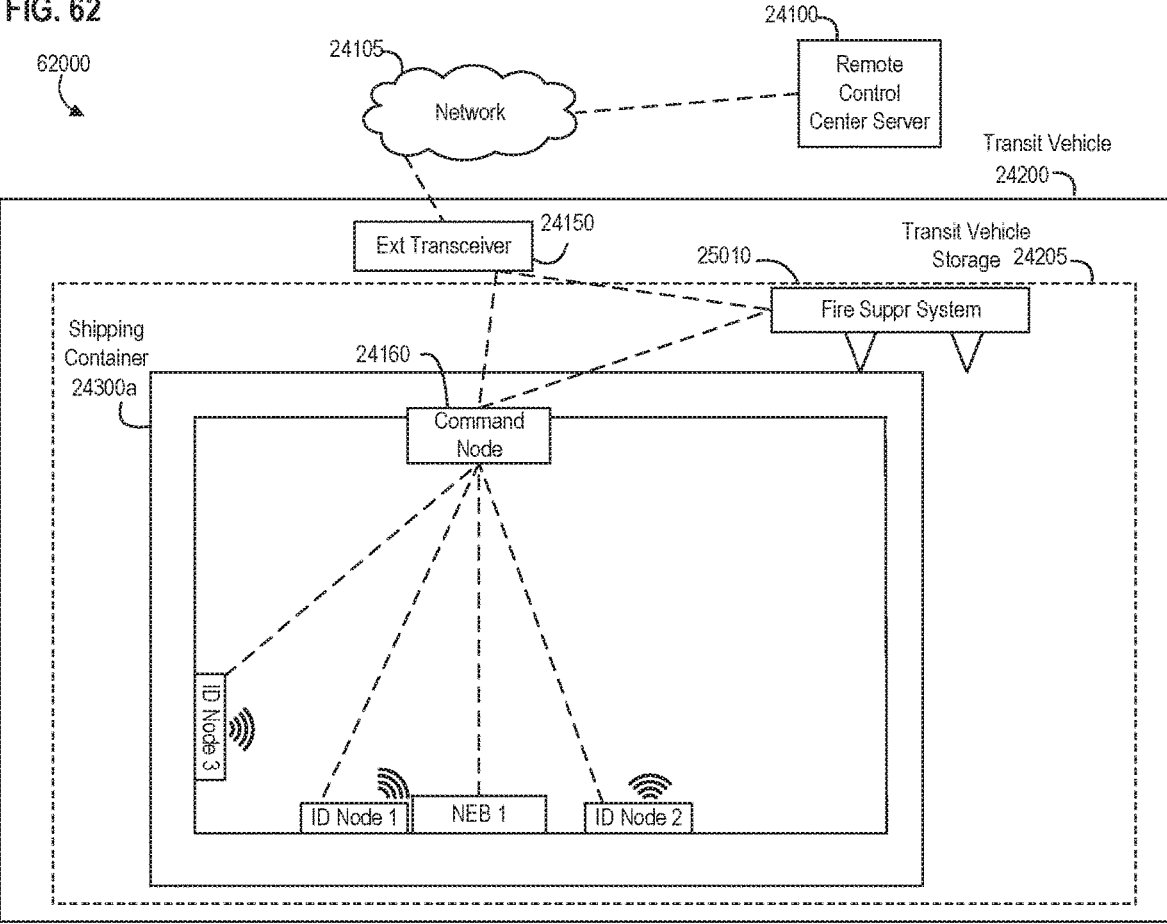 FIG. 62
62000
24105
24100
Network
Remote
Control
Center Server
Transit Vehicle
24200
Ext Transceiver
24150
25010
Transit Vehicle
Storage 24205
Fire Suppr System
Shipping
Container
24300a
24160
Command
Node
ID Node 3
ID Node 1
NEB 1
ID Node 2